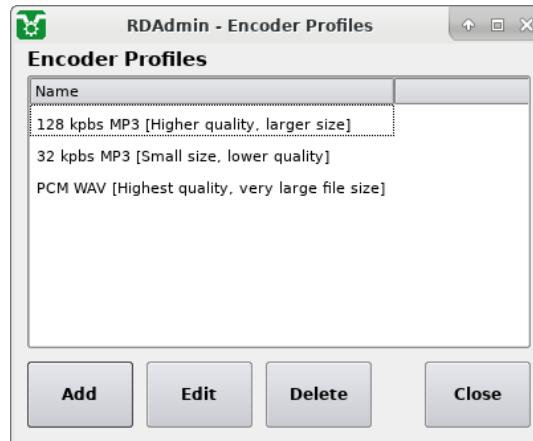 RDAdmin - Encoder Profiles
Encoder Profiles
Name
128 kpbs MP3 [Higher quality, larger size]
32 kpbs MP3 [Small size, lower quality]
PCM WAV [Highest quality, very large file size]
Add Edit Delete Close